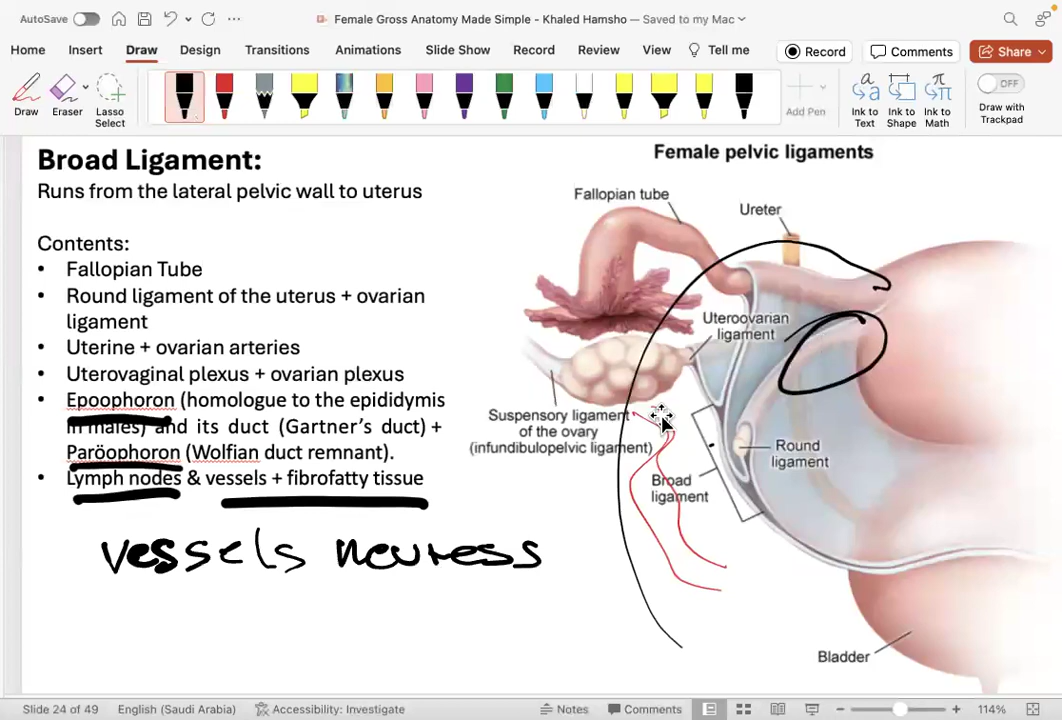 AutoSave
Female Gross Anatomy Made Simple - Khaled Hamsho — Saved to my Mac
Home Insert Draw Design Transitions Animations Slide Show Record Review View Tell me
Record Comments Share
Draw Eraser Lasso Select
Add Pen Ink to Text Ink to Shape Ink to Math Draw with Trackpad
OFF
Broad Ligament:
Runs from the lateral pelvic wall to uterus
Contents:
• Fallopian Tube
• Round ligament of the uterus + ovarian
ligament
• Uterine + ovarian arteries
• Uterovaginal plexus + ovarian plexus
• Epoophoron (homologue to the epididymis
in males) and its duct (Gartner's duct) +
Paröophoron (Wolfian duct remnant).
• Lymph nodes & vessels + fibrofatty tissue
vessels neuress
Female pelvic ligaments
Fallopian tube
Ureter
Uteroovarian
ligament
Suspensory ligament
of the ovary
(infundibulopelvic ligament)
Round
ligament
Broad
ligament
Bladder
Slide 24 of 49 English (Saudi Arabia) Accessibility: Investigate Notes Comments 114%